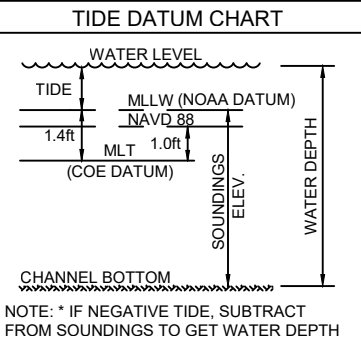 TIDE DATUM CHART
WATER LEVEL
TIDE
MLLW (NOAA DATUM)
NAVD 88
1.4ft
1.0ft
MLT
(COE DATUM)
SOUNDINGS
ELEV.
WATER DEPTH
CHANNEL BOTTOM
NOTE: * IF NEGATIVE TIDE, SUBTRACT
FROM SOUNDINGS TO GET WATER DEPTH